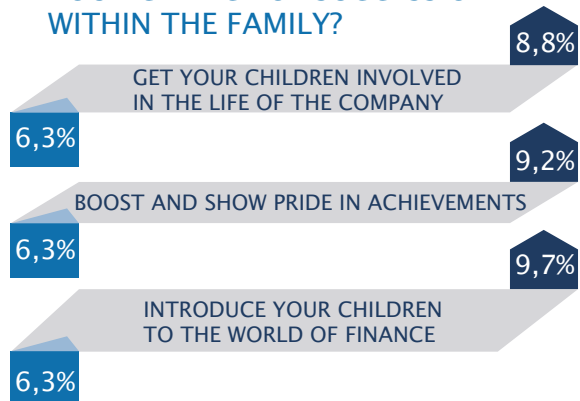 WITHIN THE FAMILY?
8,8%
GET YOUR CHILDREN INVOLVED
IN THE LIFE OF THE COMPANY
6,3%
9,2%
BOOST AND SHOW PRIDE IN ACHIEVEMENTS
6,3%
9,7%
INTRODUCE YOUR CHILDREN
TO THE WORLD OF FINANCE
6,3%